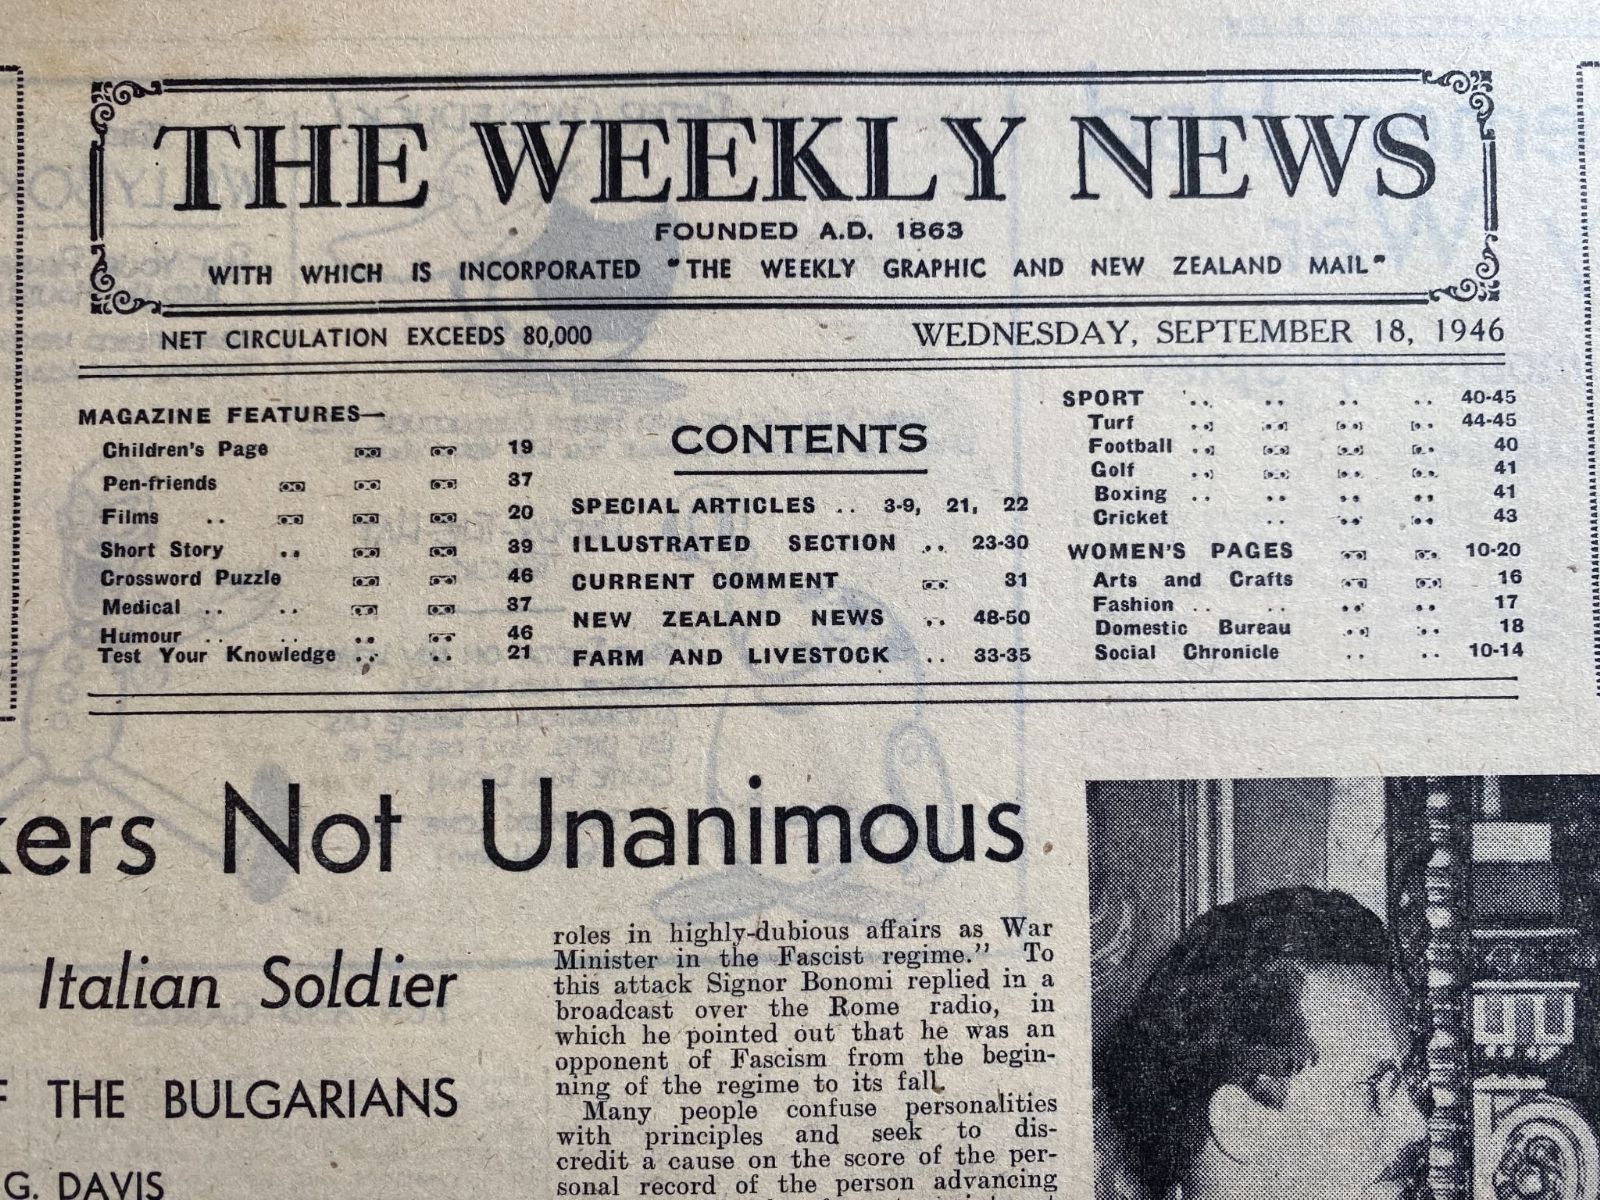 THE WEEKLY NEWS
FOUNDED A.D. 1863
WITH WHICH IS INCORPORATED "THE WEEKLY GRAPHIC AND NEW ZEALAND MAIL"
NET CIRCULATION EXCEEDS 80,000
WEDNESDAY, SEPTEMBER 18, 1946
MAGAZINE FEATURES—
Children's Page .. .. 19
Pen-friends .. .. .. 37
Films .. .. .. .. 20
Short Story .. .. .. 39
Crossword Puzzle .. .. 46
Medical .. .. .. .. 37
Humour .. .. .. .. 46
Test Your Knowledge .. .. 21
CONTENTS
SPECIAL ARTICLES .. 3-9, 21, 22
ILLUSTRATED SECTION .. 23-30
CURRENT COMMENT .. 31
NEW ZEALAND NEWS .. 48-50
FARM AND LIVESTOCK .. 33-35
SPORT .. .. .. .. 40-45
Turf .. .. .. .. 44-45
Football .. .. .. .. 40
Golf .. .. .. .. 41
Boxing .. .. .. .. 41
Cricket .. .. .. 43
WOMEN'S PAGES .. .. 10-20
Arts and Crafts .. .. 16
Fashion .. .. .. .. 17
Domestic Bureau .. .. 18
Social Chronicle .. .. 10-14
kers Not Unanimous
Italian Soldier
F THE BULGARIANS
G. DAVIS
roles in highly-dubious affairs as War
Minister in the Fascist regime." To
this attack Signor Bonomi replied in a
broadcast over the Rome radio, in
which he pointed out that he was an
opponent of Fascism from the begin-
ning of the regime to its fall.
Many people confuse personalities
with principles and seek to dis-
credit a cause on the score of the per-
sonal record of the person advancing